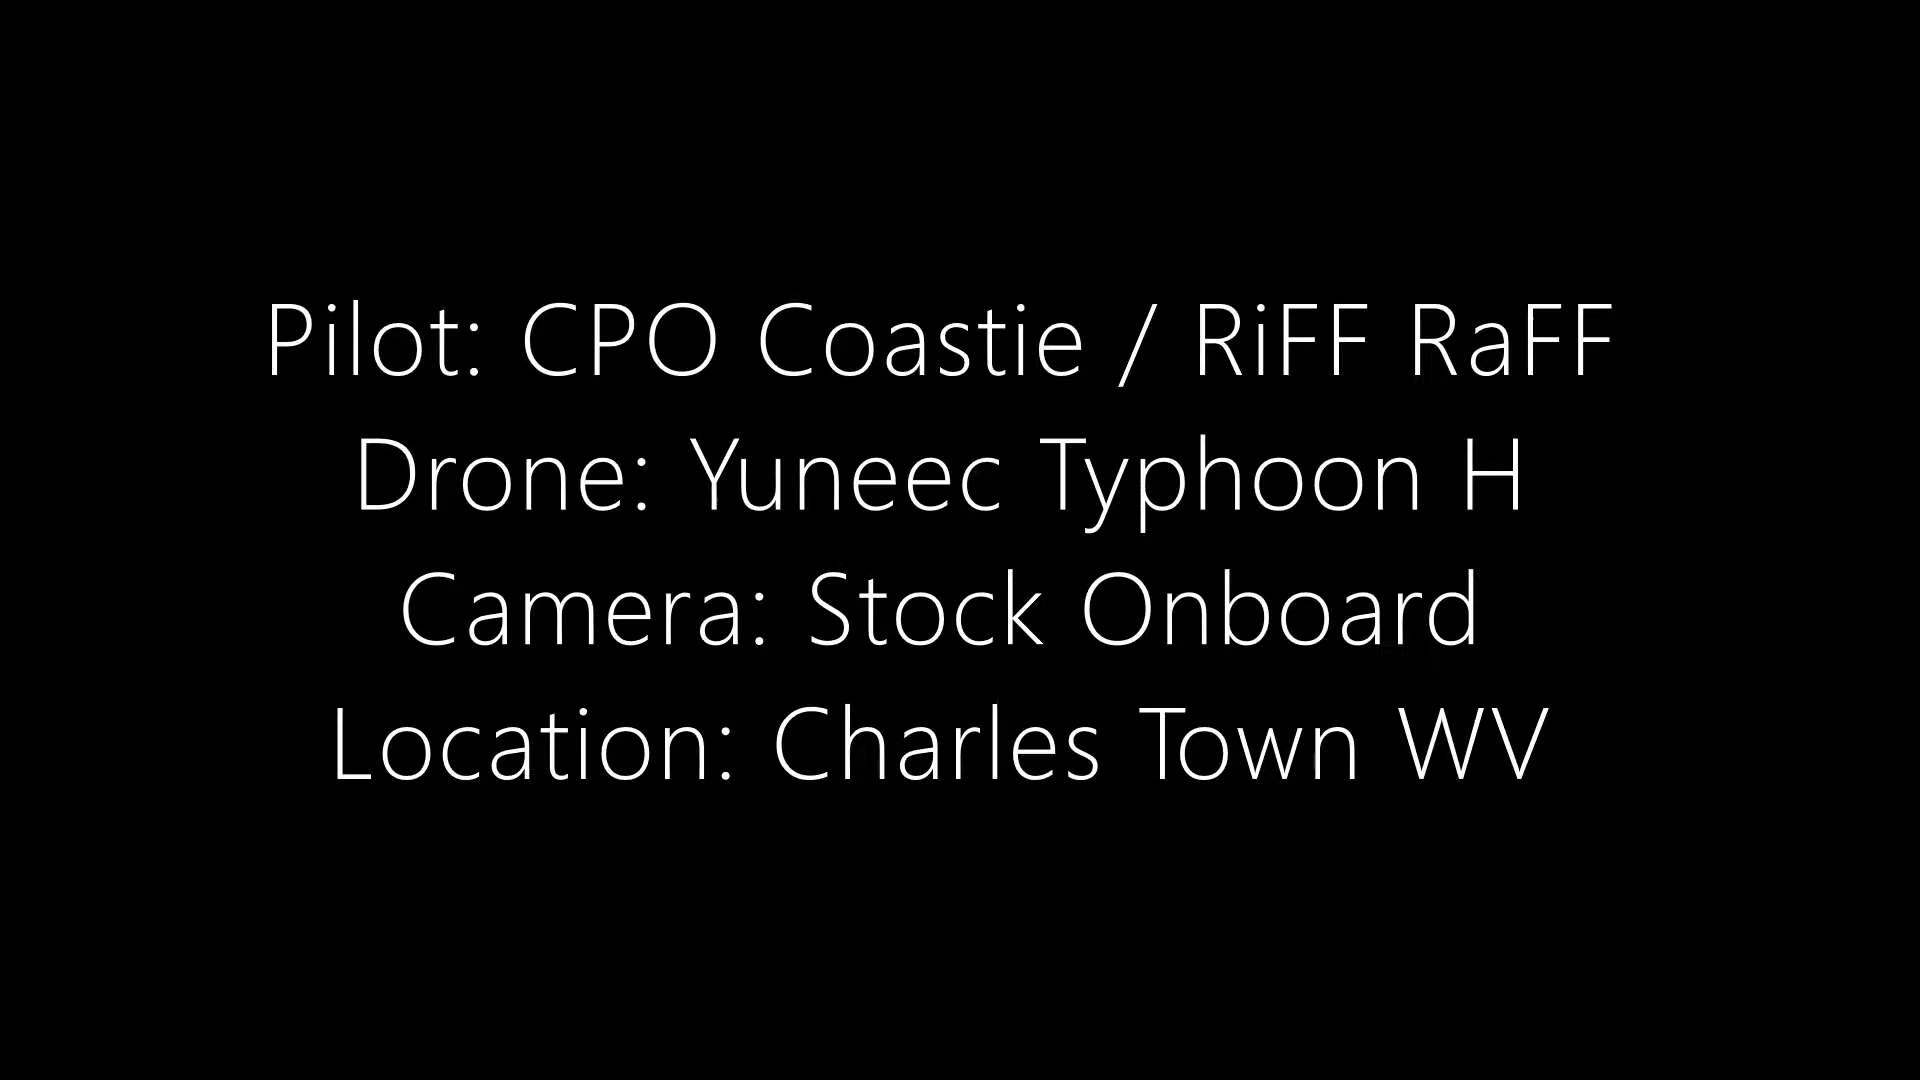 Pilot: CPO Coastie / RiFF RaFF
Drone: Yuneec Typhoon H
Camera: Stock Onboard
Location: Charles Town WV